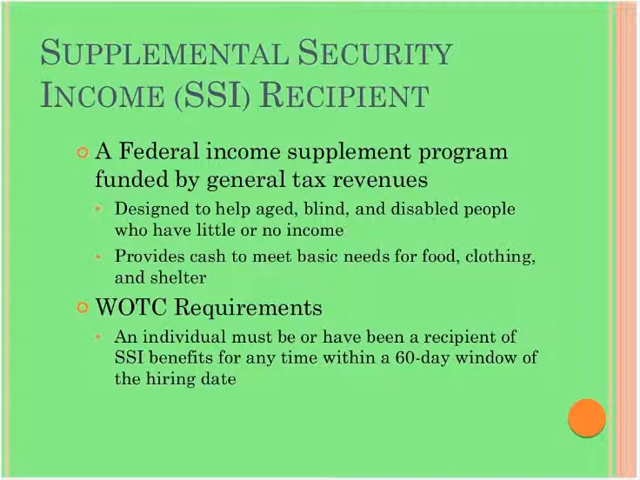 SUPPLEMENTAL SECURITY
INCOME (SSI) RECIPIENT
A Federal income supplement program
funded by general tax revenues
Designed to help aged, blind, and disabled people
who have little or no income
Provides cash to meet basic needs for food, clothing,
and shelter
WOTC Requirements
An individual must be or have been a recipient of
SSI benefits for any time within a 60-day window of
the hiring date